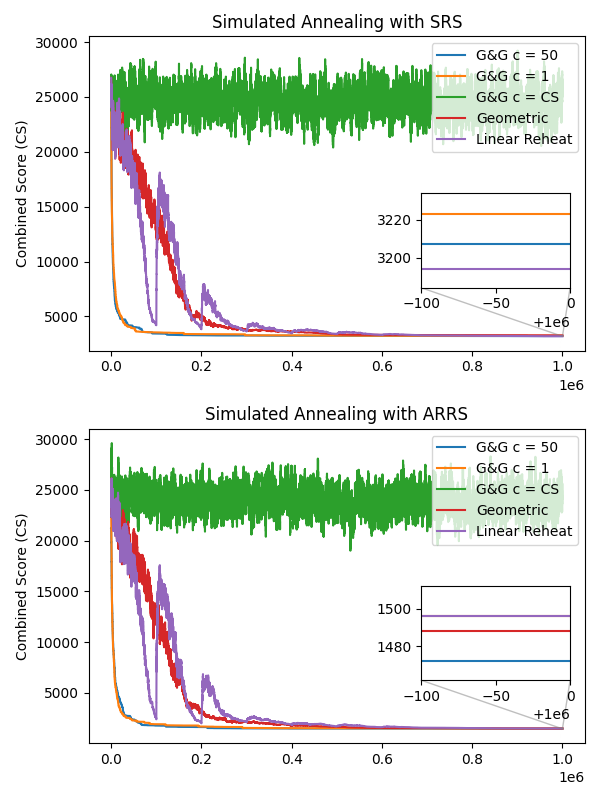 Simulated Annealing with SRS
Combined Score (CS)
30000
25000
20000
15000
10000
5000
G&G c = 50
G&G c = 1
G&G c = CS
Geometric
Linear Reheat
3220
3200
−100
−50
0
+1e6
0.0
0.2
0.4
0.6
0.8
1.0
1e6
Simulated Annealing with ARRS
Combined Score (CS)
30000
25000
20000
15000
10000
5000
G&G c = 50
G&G c = 1
G&G c = CS
Geometric
Linear Reheat
1500
1480
−100
−50
0
+1e6
0.0
0.2
0.4
0.6
0.8
1.0
1e6